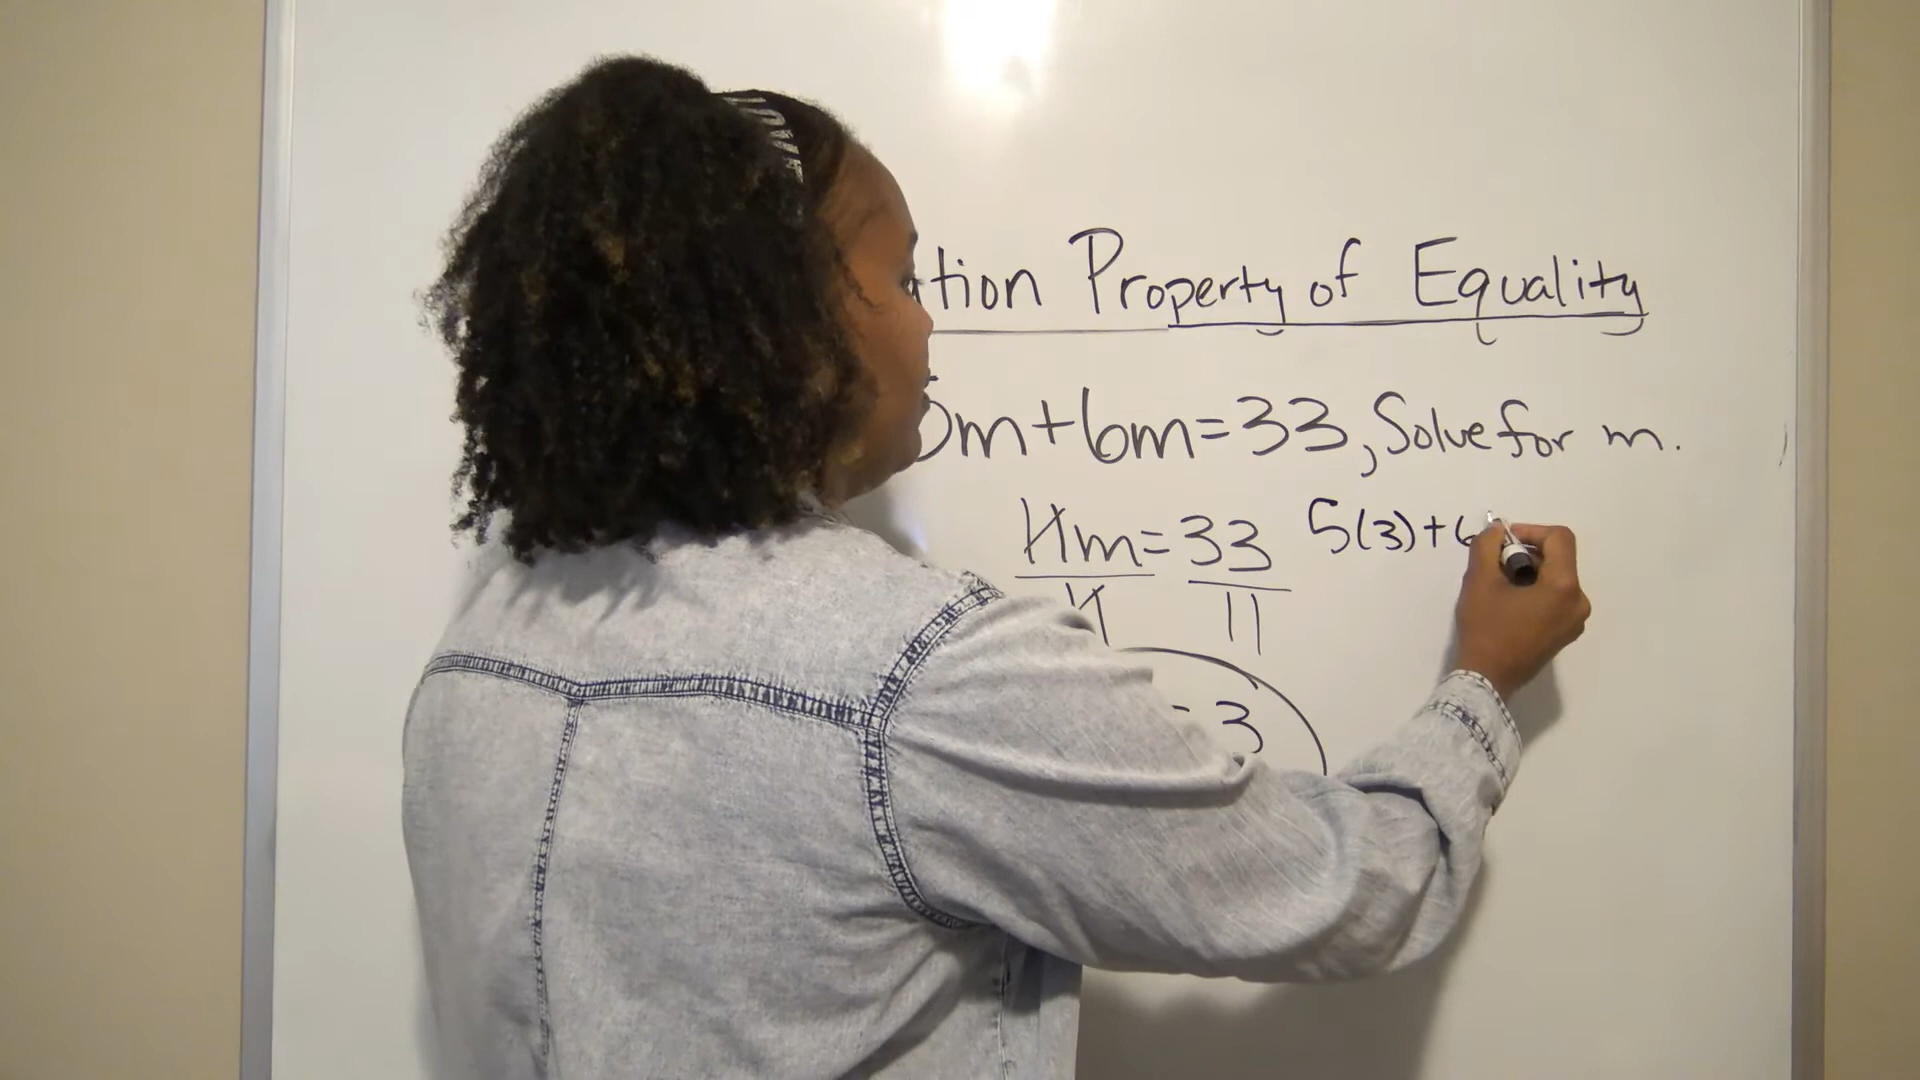 tion Property of Equality
5m+6m=33, Solve for m.
11m=33 5(3)+6
11 11
=3